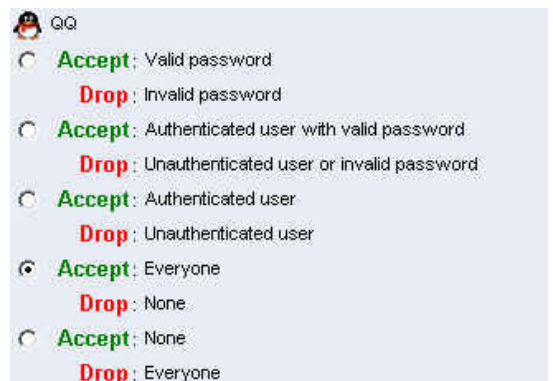 QQ
Accept: Valid password
Drop: Invalid password
Accept: Authenticated user with valid password
Drop: Unauthenticated user or invalid password
Accept: Authenticated user
Drop: Unauthenticated user
Accept: Everyone
Drop: None
Accept: None
Drop: Everyone